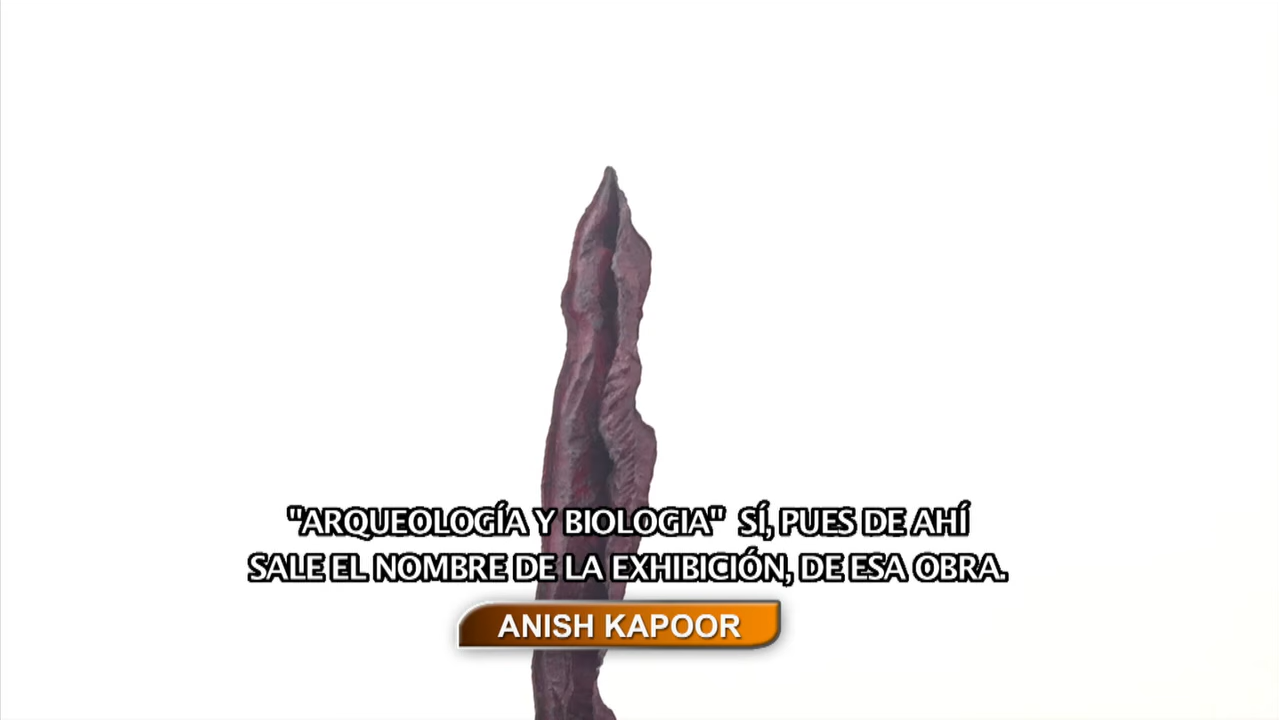 "ARQUEOLOGÍA Y BIOLOGIA" SÍ, PUES DE AHÍ
SALE EL NOMBRE DE LA EXHIBICIÓN, DE ESA OBRA.
ANISH KAPOOR